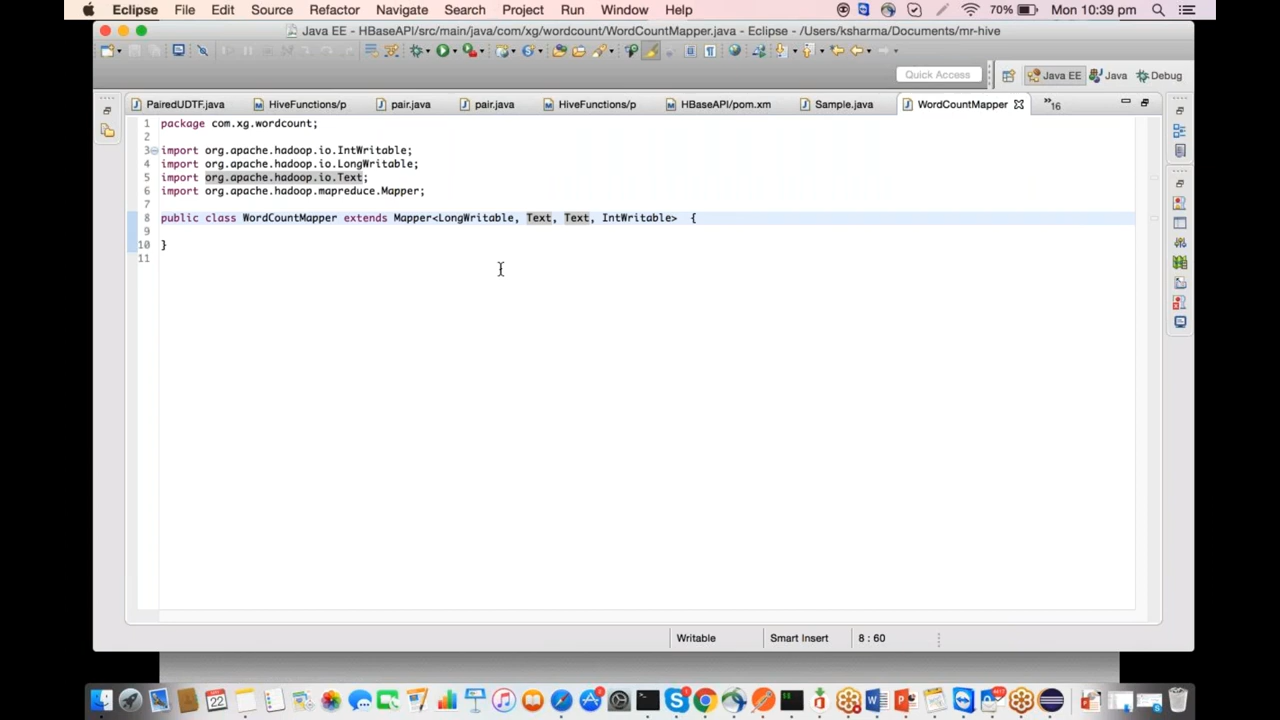 Eclipse File Edit Source Refactor Navigate Search Project Run Window Help 70% Mon 10:39 pm
Java EE - HBaseAPI/src/main/java/com/xg/wordcount/WordCountMapper.java - Eclipse - /Users/ksharma/Documents/mr-hive
Quick Access Java EE Java Debug
PairedUDTF.java HiveFunctions/p pair.java pair.java HiveFunctions/p HBaseAPI/pom.xm Sample.java WordCountMapper »16
1 package com.xg.wordcount;
2
3 import org.apache.hadoop.io.IntWritable;
4 import org.apache.hadoop.io.LongWritable;
5 import org.apache.hadoop.io.Text;
6 import org.apache.hadoop.mapreduce.Mapper;
7
8 public class WordCountMapper extends Mapper<LongWritable, Text, Text, IntWritable> {
9
10 }
11
Writable Smart Insert 8 : 60
22